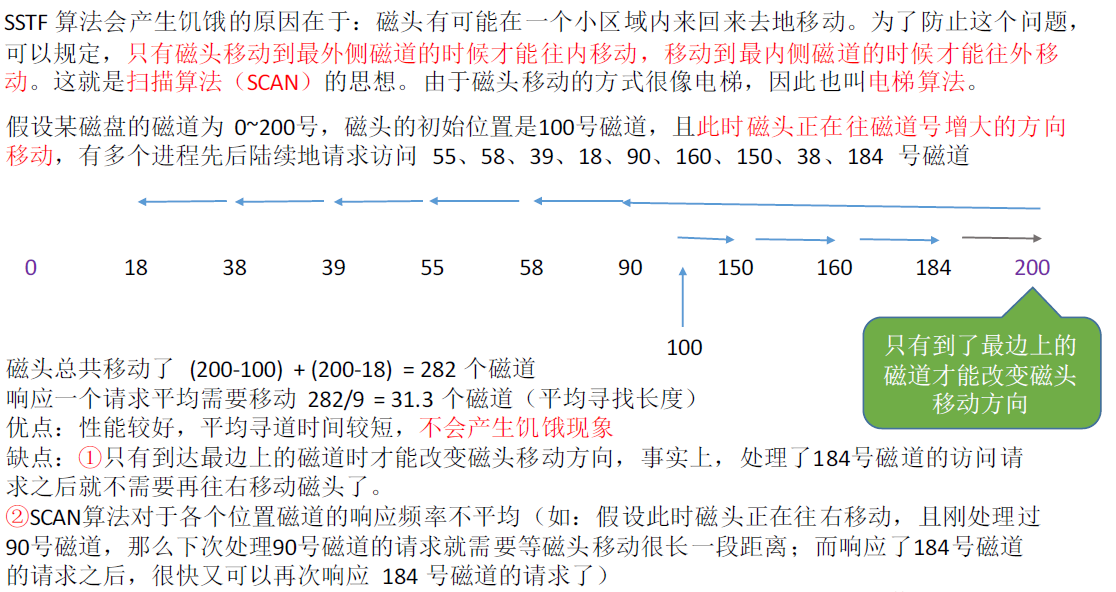 SSTF 算法会产生饥饿的原因在于：磁头有可能在一个小区域内来回来去地移动。为了防止这个问题，
可以规定，只有磁头移动到最外侧磁道的时候才能往内移动，移动到最内侧磁道的时候才能往外移
动。这就是扫描算法（SCAN）的思想。由于磁头移动的方式很像电梯，因此也叫电梯算法。
假设某磁盘的磁道为 0~200号，磁头的初始位置是100号磁道，且此时磁头正在往磁道号增大的方向
移动，有多个进程先后陆续地请求访问 55、58、39、18、90、160、150、38、184 号磁道
0 18 38 39 55 58 90 150 160 184 200
100
只有到了最边上的
磁道才能改变磁头
移动方向
磁头总共移动了 (200-100) + (200-18) = 282 个磁道
响应一个请求平均需要移动 282/9 = 31.3 个磁道（平均寻找长度）
优点：性能较好，平均寻道时间较短，不会产生饥饿现象
缺点：①只有到达最边上的磁道时才能改变磁头移动方向，事实上，处理了184号磁道的访问请
求之后就不需要再往右移动磁头了。
②SCAN算法对于各个位置磁道的响应频率不平均（如：假设此时磁头正在往右移动，且刚处理过
90号磁道，那么下次处理90号磁道的请求就需要等磁头移动很长一段距离；而响应了184号磁道
的请求之后，很快又可以再次响应 184 号磁道的请求了）